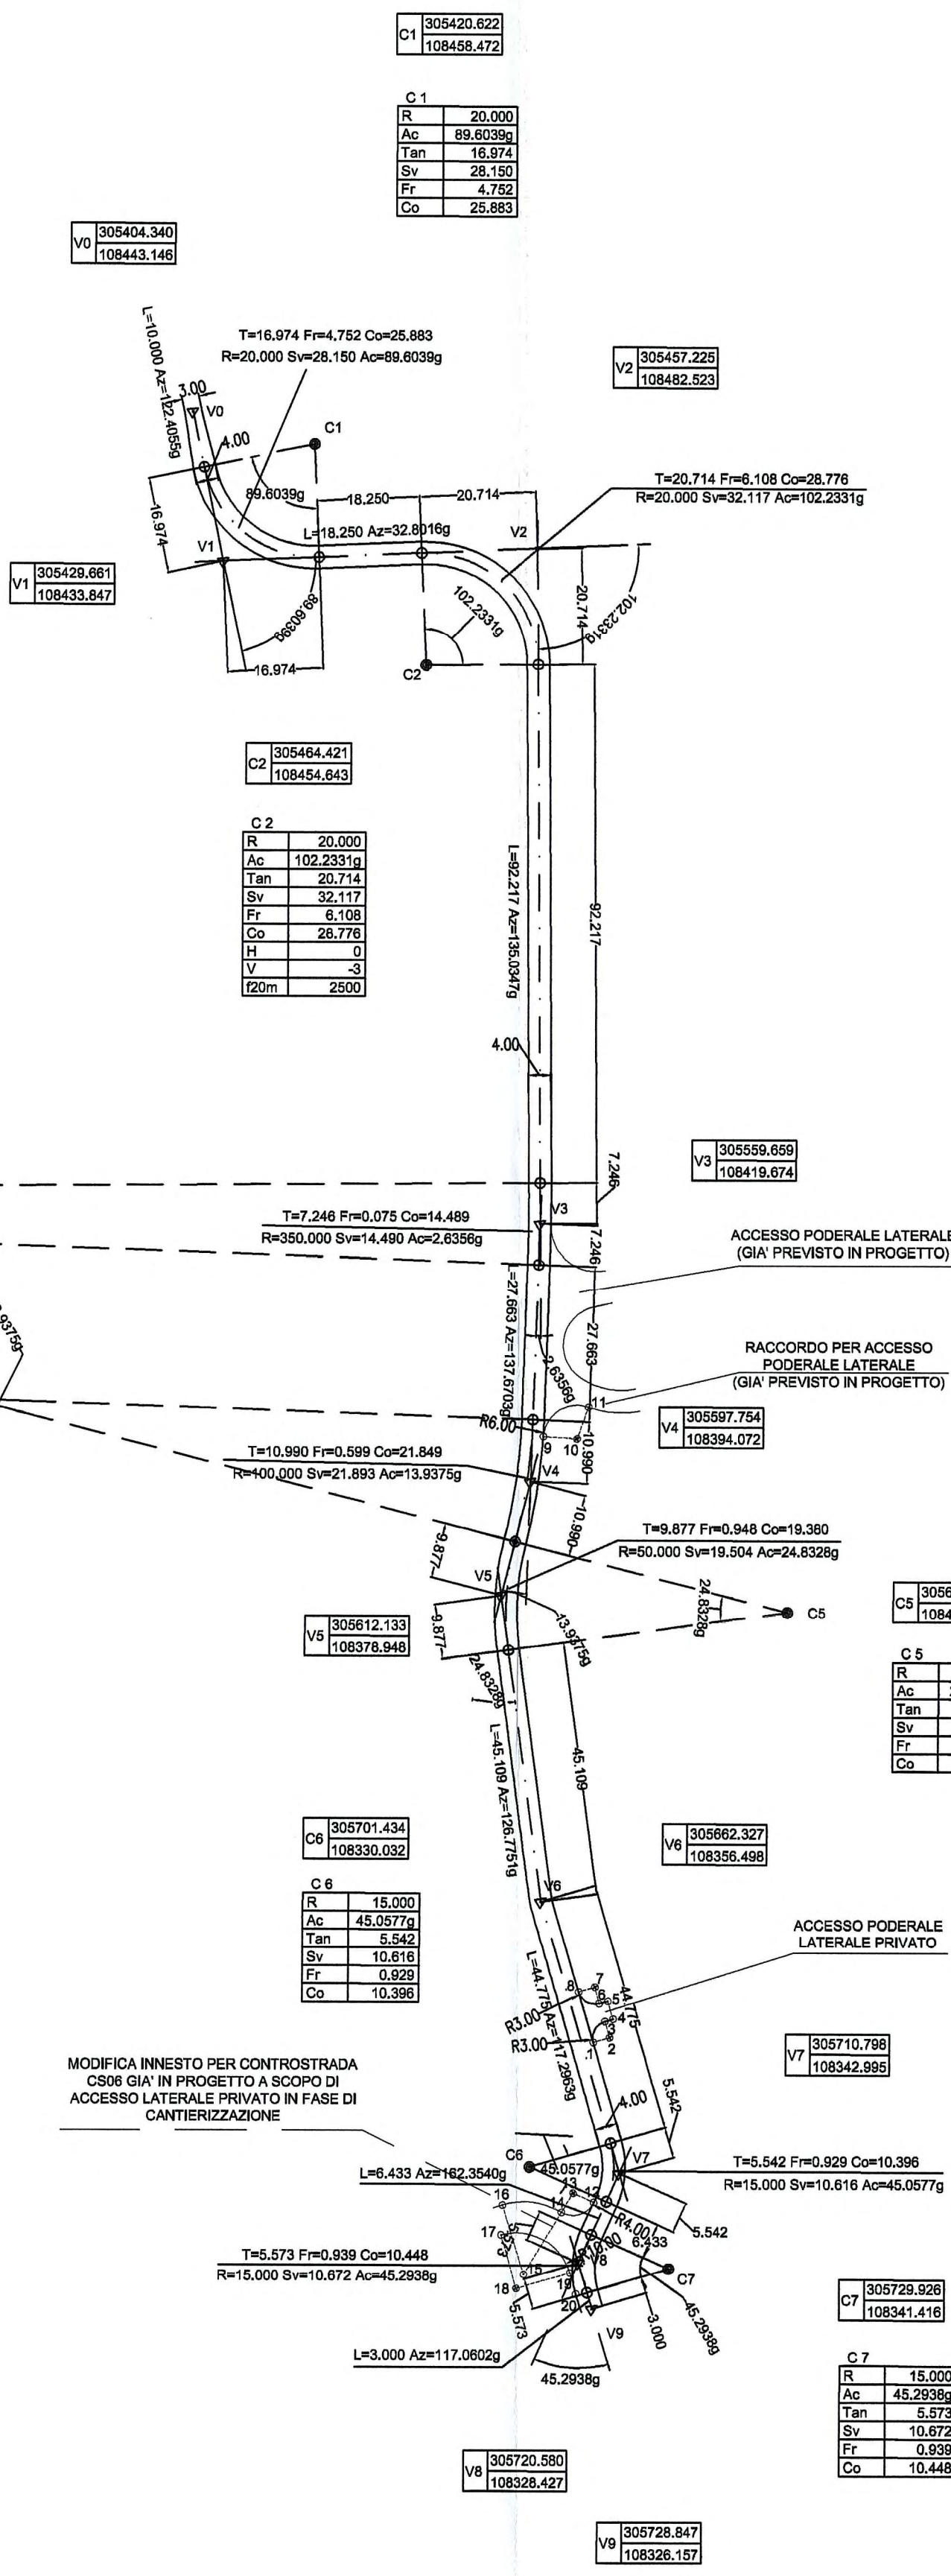 C1 305420.622
108458.472
C 1
R 20.000
Ac 89.6039g
Tan 16.974
Sv 28.150
Fr 4.752
Co 25.883
V0 305404.340
108443.146
L=10.000 Az=122.4055g
T=16.974 Fr=4.752 Co=25.883
R=20.000 Sv=28.150 Ac=89.6039g
V2 305457.225
108482.523
3.00
V0
4.00
C1
89.6039g
16.974
18.250
20.714
T=20.714 Fr=6.108 Co=28.776
R=20.000 Sv=32.117 Ac=102.2331g
L=18.250 Az=32.8016g
V2
V1
V1 305429.661
108433.847
89.6039g
16.974
102.2331g
20.714
102.2331g
C2
C2 305464.421
108454.643
C 2
R 20.000
Ac 102.2331g
Tan 20.714
Sv 32.117
Fr 6.108
Co 28.776
H 0
V -3
f20m 2500
L=92.217 Az=135.0347g
92.217
4.00
V3 305559.659
108419.674
7.246
V3
T=7.246 Fr=0.075 Co=14.489
R=350.000 Sv=14.490 Ac=2.6356g
7.246
ACCESSO PODERALE LATERALE
(GIA' PREVISTO IN PROGETTO)
L=27.663 Az=137.6703g
27.663
2.6356g
RACCORDO PER ACCESSO
PODERALE LATERALE
(GIA' PREVISTO IN PROGETTO)
.9375g
R6.00
9
10
11
V4 305597.754
108394.072
10.990
T=10.990 Fr=0.599 Co=21.849
R=100.000 Sv=21.893 Ac=13.9375g
V4
10.990
9.877
T=9.877 Fr=0.948 Co=19.380
R=50.000 Sv=19.504 Ac=24.8328g
V5
24.8328g
C5
C5 3056
1084
V5 305612.133
108378.948
9.877
13.9375g
24.8328g
C 5
R
Ac
Tan
Sv
Fr
Co
L=45.109 Az=126.7751g
45.109
C6 305701.434
108330.032
V6 305662.327
108356.498
C 6
R 15.000
Ac 45.0577g
Tan 5.542
Sv 10.616
Fr 0.929
Co 10.396
V6
ACCESSO PODERALE
LATERALE PRIVATO
L=44.775 Az=117.2963g
44.775
R3.00
8
7
6
5
4
3
2
1
R3.00
V7 305710.798
108342.995
MODIFICA INNESTO PER CONTROSTRADA
CS06 GIA' IN PROGETTO A SCOPO DI
ACCESSO LATERALE PRIVATO IN FASE DI
CANTIERIZZAZIONE
4.00
5.542
C6
45.0577g
V7
T=5.542 Fr=0.929 Co=10.396
R=15.000 Sv=10.616 Ac=45.0577g
L=6.433 Az=162.3540g
13
12
14
16
17
R4.00
6.433
5.542
5.573
R10.00
V8
T=5.573 Fr=0.939 Co=10.448
R=15.000 Sv=10.672 Ac=45.2938g
15
18
19
20
C7
C7 305729.926
108341.416
5.573
V9
3.000
45.2938g
L=3.000 Az=117.0602g
45.2938g
C 7
R 15.000
Ac 45.2938g
Tan 5.573
Sv 10.672
Fr 0.939
Co 10.448
V8 305720.580
108328.427
V9 305728.847
108326.157